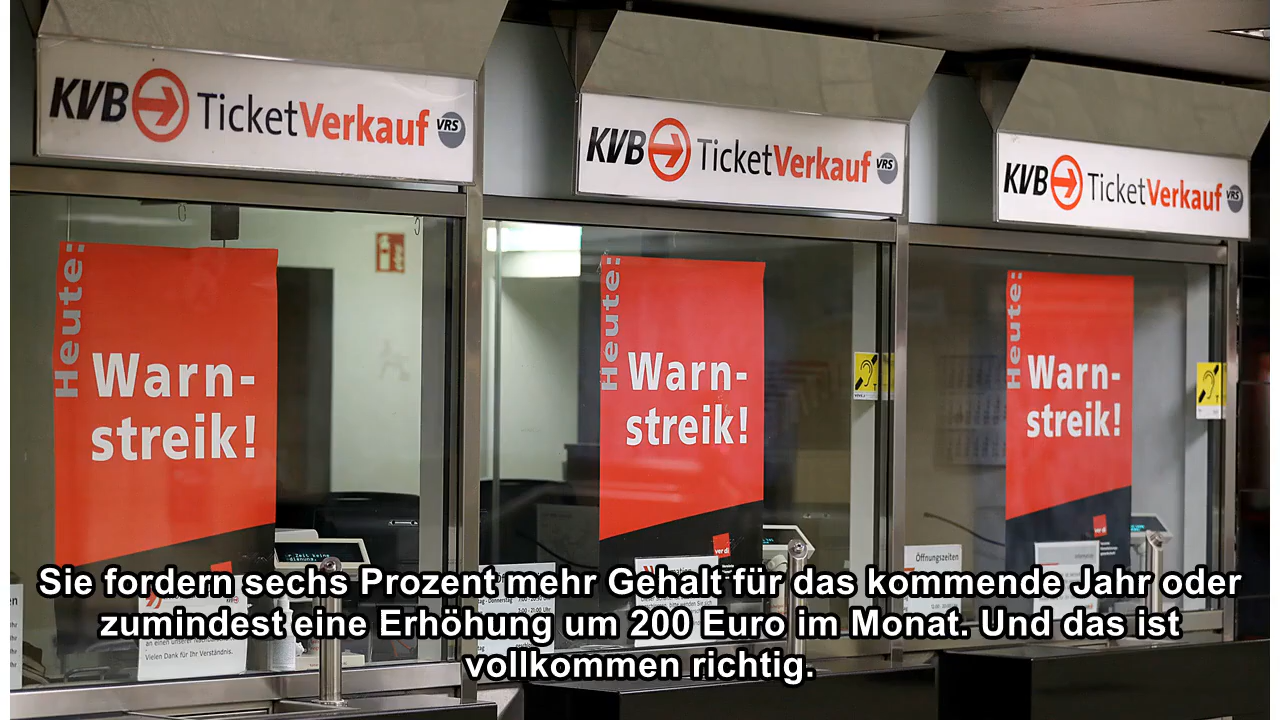 KVB TicketVerkauf VRS
KVB TicketVerkauf VRS
KVB TicketVerkauf VRS
Heute:
Warn-
streik!
Heute:
Warn-
streik!
ver.di
Heute:
Warn-
streik!
ver.di
Öffnungszeiten
Vielen Dank für Ihr Verständnis.
Sie fordern sechs Prozent mehr Gehalt für das kommende Jahr oder
zumindest eine Erhöhung um 200 Euro im Monat. Und das ist
vollkommen richtig.